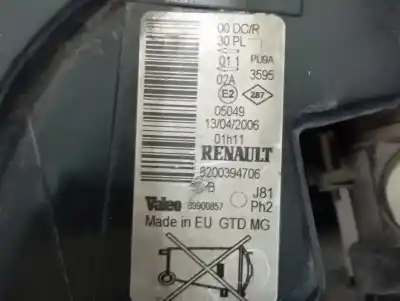 00 DC/R
30 PL
01 1 PU9A
02A 3595
E2 287
05049
13/04/2006
01h11
RENAULT
8200394706
B J81
Valeo 89900857 Ph2
Made in EU GTD MG